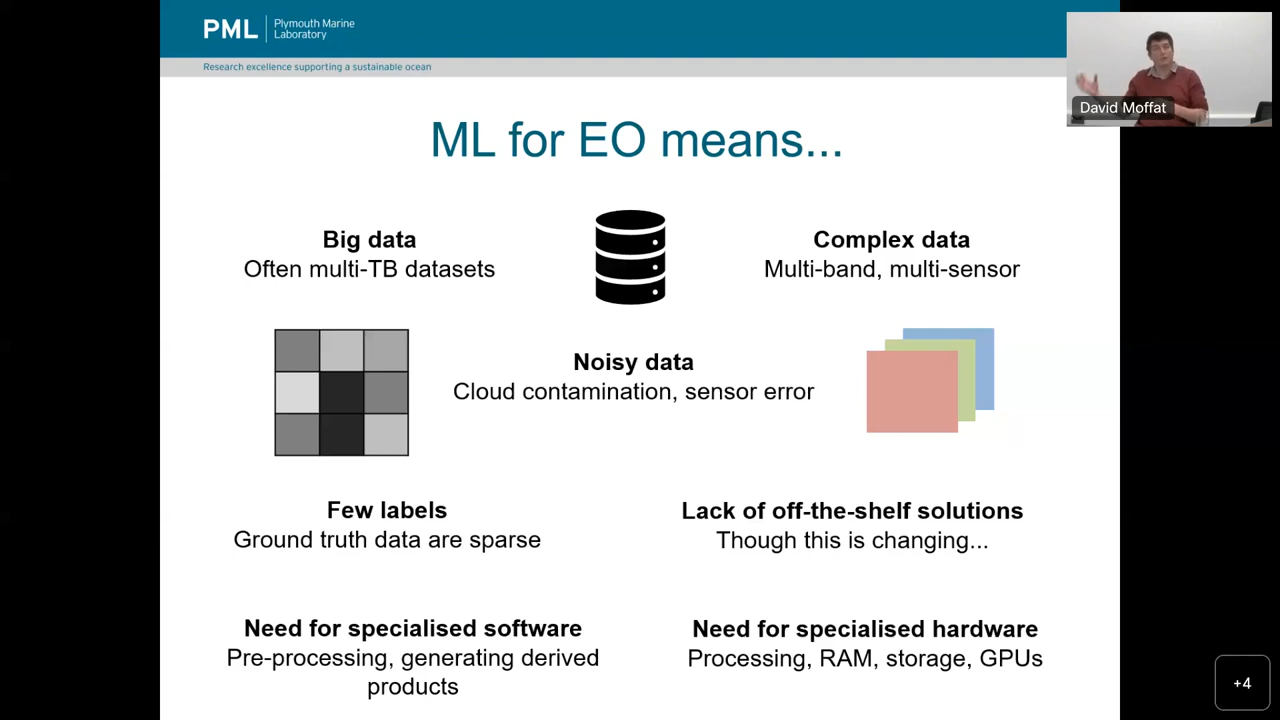 PML
Plymouth Marine
Laboratory
Research excellence supporting a sustainable ocean
David Moffat
ML for EO means...
Big data
Often multi-TB datasets
Complex data
Multi-band, multi-sensor
Noisy data
Cloud contamination, sensor error
Few labels
Ground truth data are sparse
Lack of off-the-shelf solutions
Though this is changing...
Need for specialised software
Pre-processing, generating derived
products
Need for specialised hardware
Processing, RAM, storage, GPUs
+4